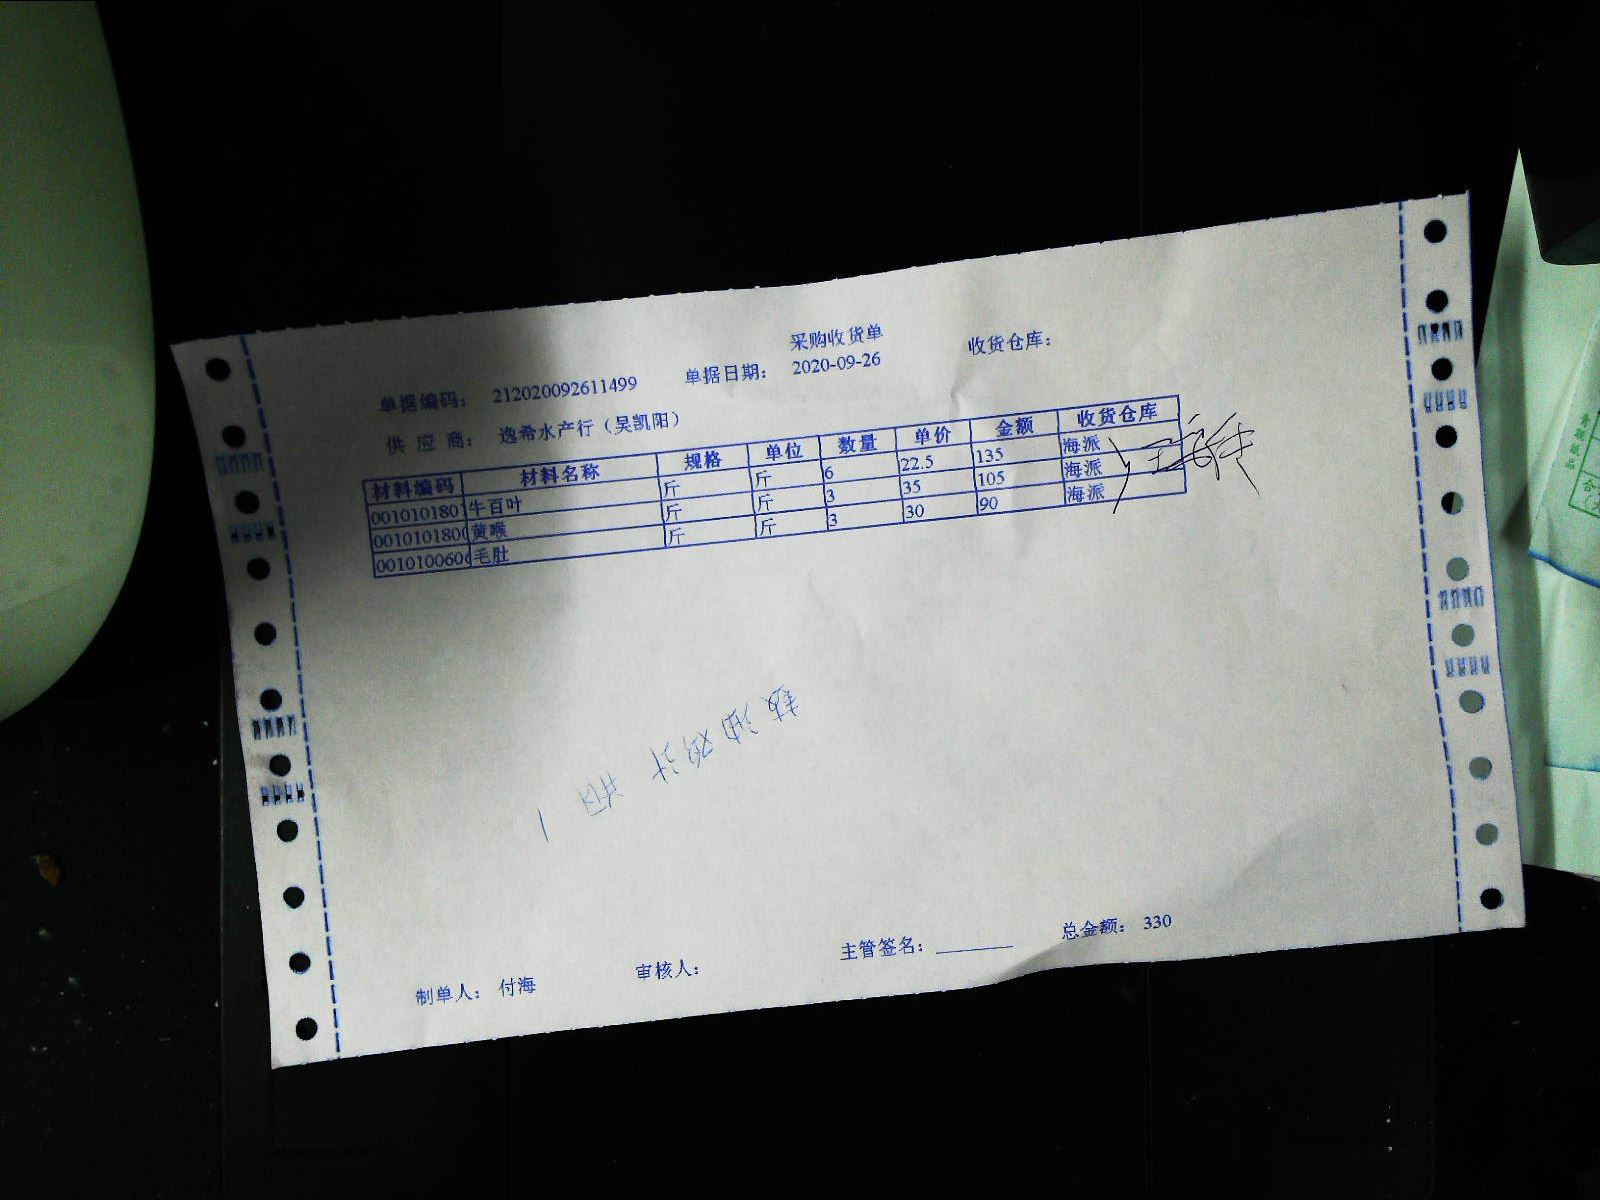 采购收货单
单据编码： 212020092611499 单据日期： 2020-09-26 收货仓库：
供 应 商： 逸希水产行（吴凯阳）
材料编码 材料名称 规格 单位 数量 单价 金额 收货仓库
0010101801 牛百叶 斤 斤 6 22.5 135 海派
0010101800 黄喉 斤 斤 3 35 105 海派
0010100606 毛肚 斤 斤 3 30 90 海派
制单人： 付海 审核人： 主管签名： 总金额： 330